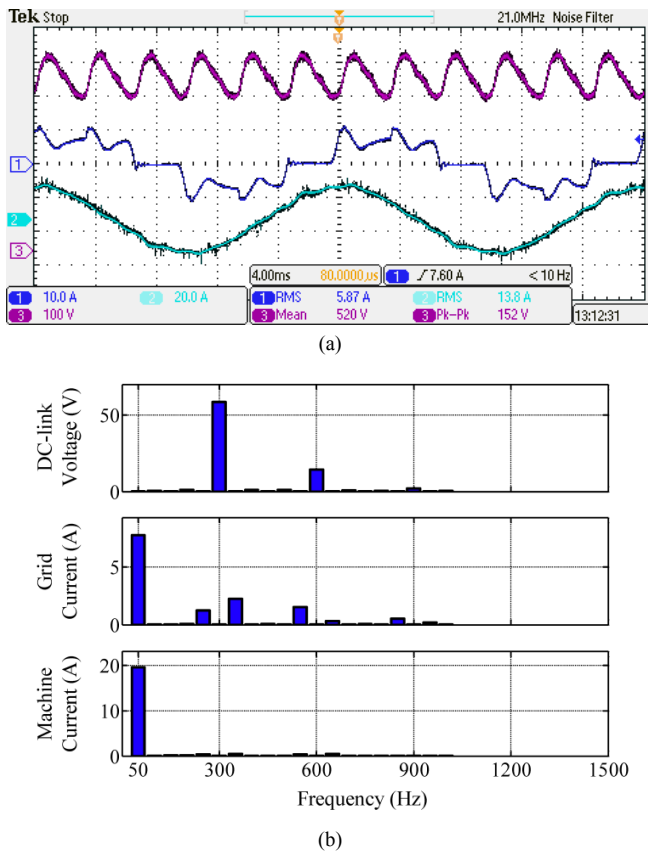 Tek Stop 21.0MHz Noise Filter
1
2
3
4.00ms 80.0000µs 1 7.60 A < 10 Hz
1 10.0 A 2 20.0 A 1 RMS 5.87 A 2 RMS 13.8 A
3 100 V 3 Mean 520 V 3 Pk-Pk 152 V 13:12:31
(a)
DC-link
Voltage (V)
50
0
Grid
Current (A)
5
0
Machine
Current (A)
20
10
0
50 300 600 900 1200 1500
Frequency (Hz)
(b)